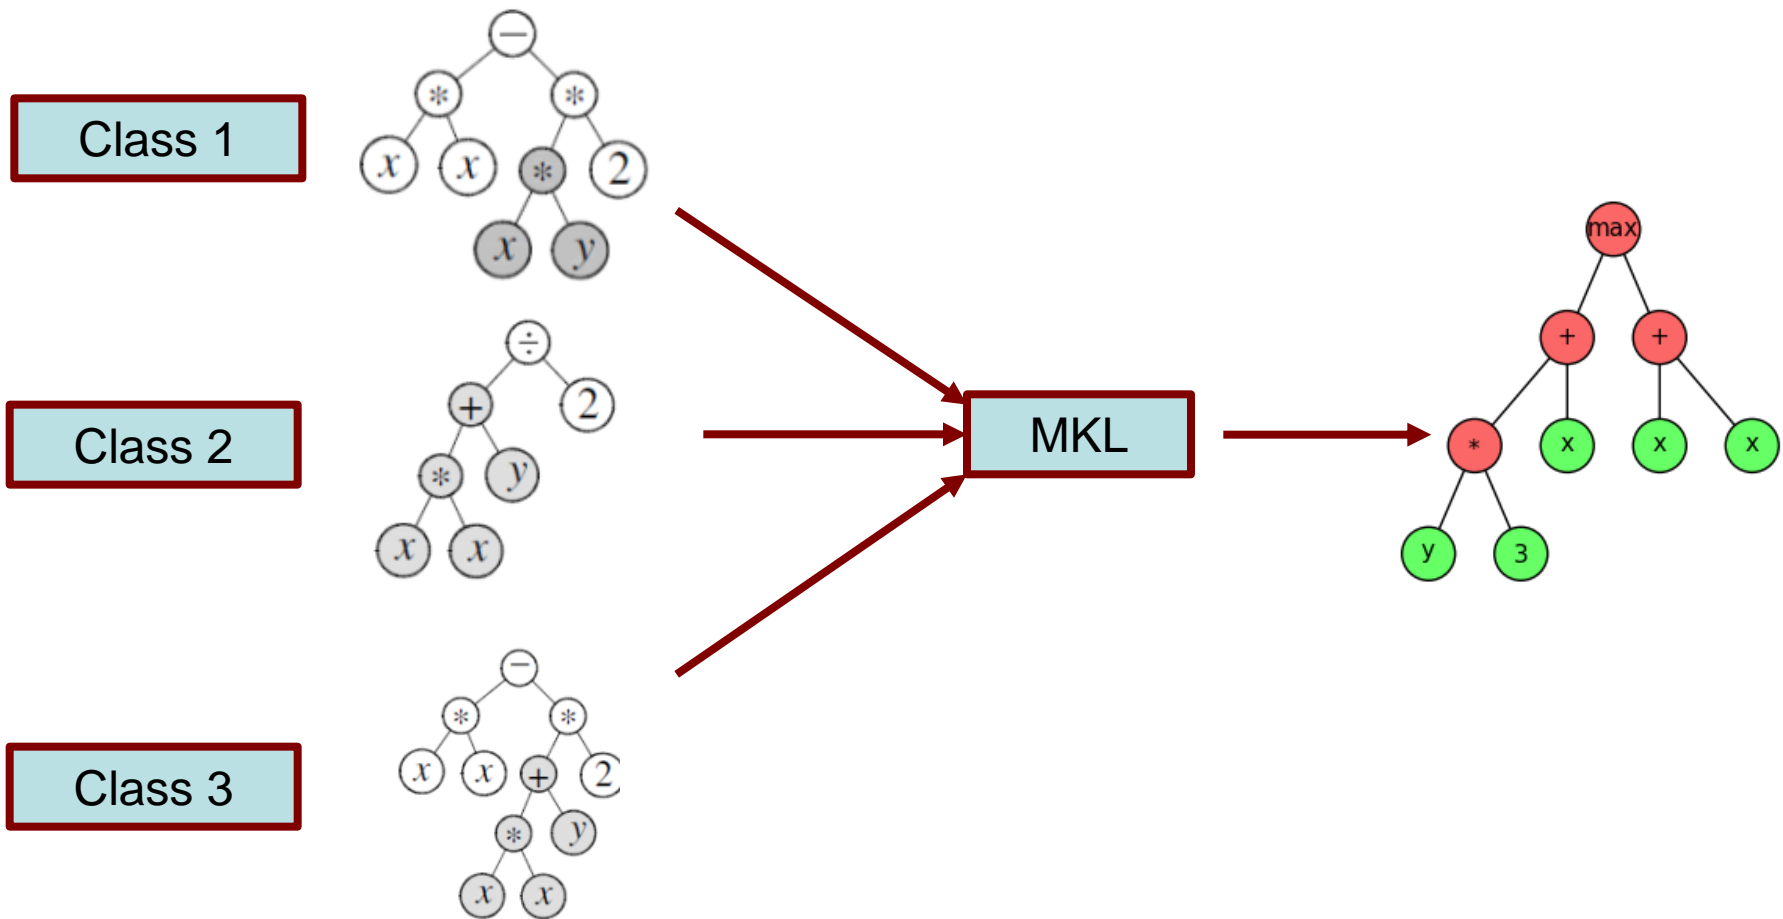 Class 1
−
* *
x x * 2
x y
Class 2
÷
+ 2
* y
x x
Class 3
−
* *
x x + 2
* y
x x
MKL
max
+ +
* x x x
y 3